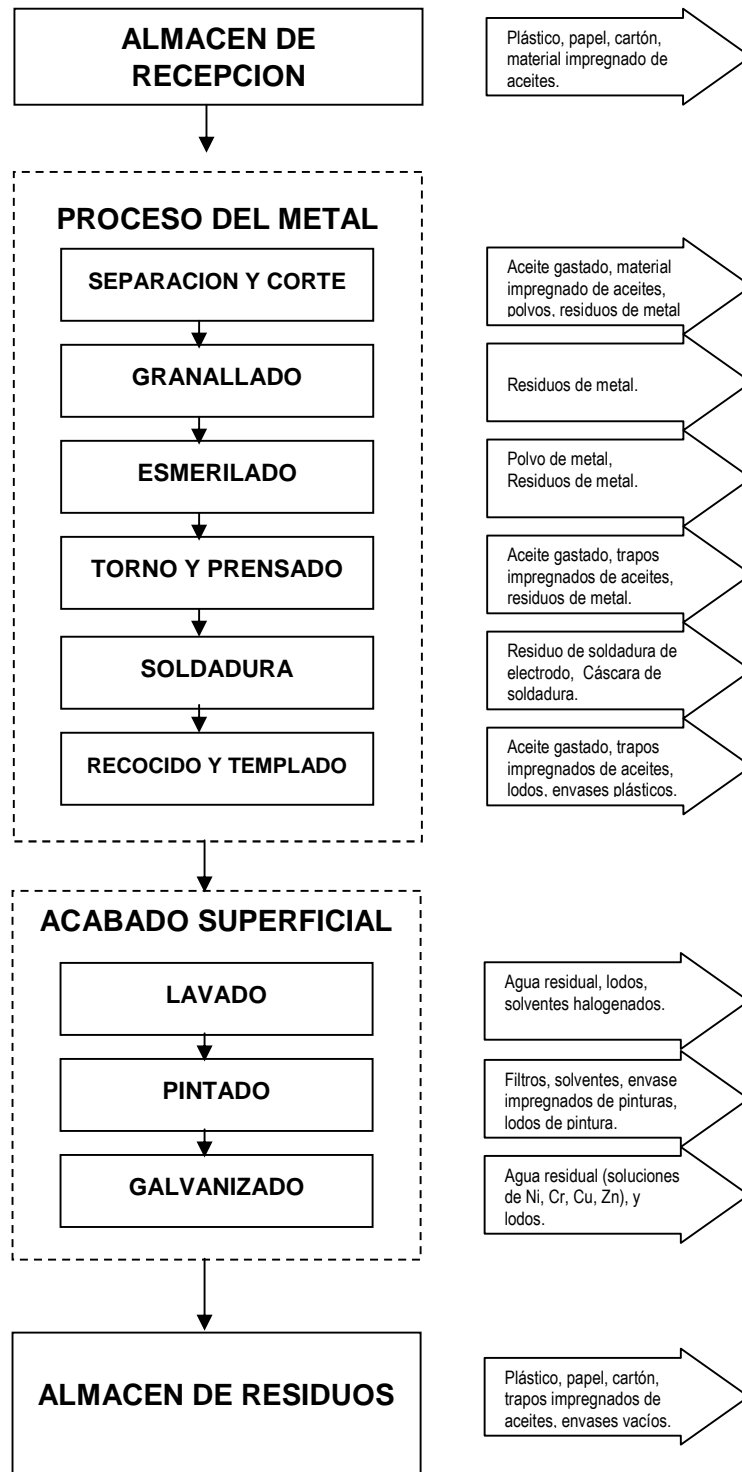 ALMACEN DE
RECEPCION
Plástico, papel, cartón,
material impregnado de
aceites.
PROCESO DEL METAL
SEPARACION Y CORTE
Aceite gastado, material
impregnado de aceites,
polvos, residuos de metal
GRANALLADO
Residuos de metal.
ESMERILADO
Polvo de metal,
Residuos de metal.
TORNO Y PRENSADO
Aceite gastado, trapos
impregnados de aceites,
residuos de metal.
SOLDADURA
Residuo de soldadura de
electrodo, Cáscara de
soldadura.
RECOCIDO Y TEMPLADO
Aceite gastado, trapos
impregnados de aceites,
lodos, envases plásticos.
ACABADO SUPERFICIAL
LAVADO
Agua residual, lodos,
solventes halogenados.
PINTADO
Filtros, solventes, envase
impregnados de pinturas,
lodos de pintura.
GALVANIZADO
Agua residual (soluciones
de Ni, Cr, Cu, Zn), y
lodos.
ALMACEN DE RESIDUOS
Plástico, papel, cartón,
trapos impregnados de
aceites, envases vacíos.